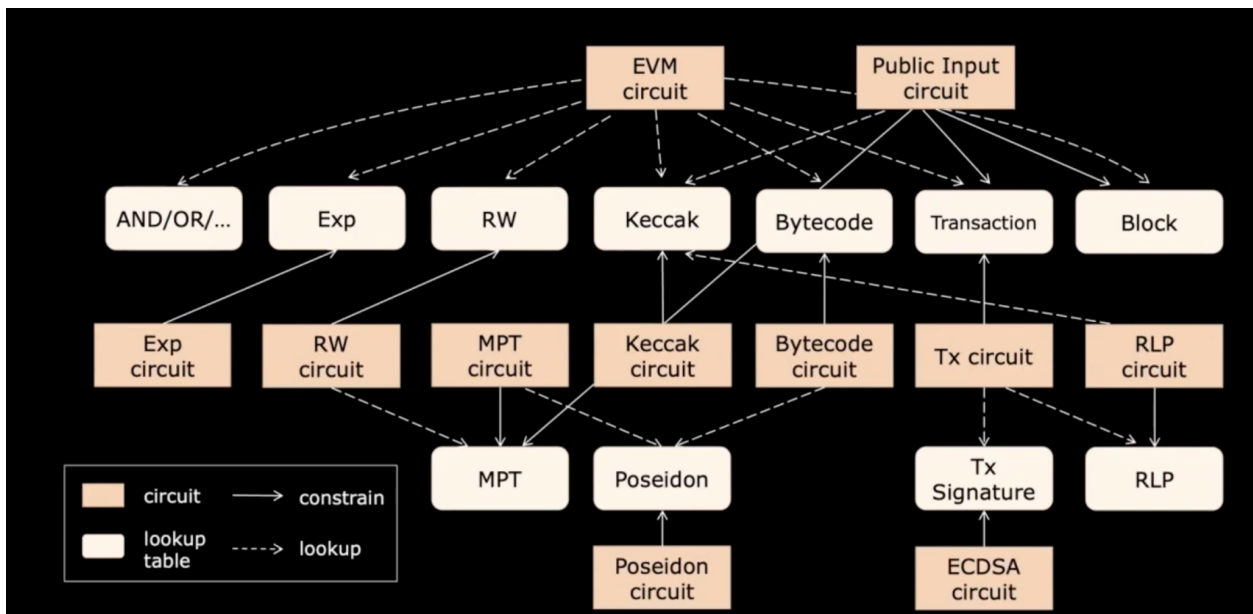 EVM
circuit
Public Input
circuit
AND/OR/...
Exp
RW
Keccak
Bytecode
Transaction
Block
Exp
circuit
RW
circuit
MPT
circuit
Keccak
circuit
Bytecode
circuit
Tx circuit
RLP
circuit
MPT
Poseidon
Tx
Signature
RLP
circuit
constrain
lookup
table
lookup
Poseidon
circuit
ECDSA
circuit